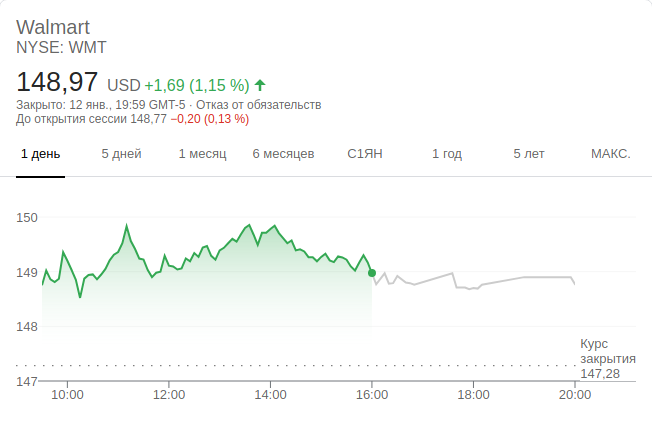 Walmart
NYSE: WMT
148,97 USD +1,69 (1,15 %)
Закрыто: 12 янв., 19:59 GMT-5 · Отказ от обязательств
До открытия сессии 148,77 −0,20 (0,13 %)
1 день 5 дней 1 месяц 6 месяцев С1ЯН 1 год 5 лет МАКС.
150
149
148
147
Курс
закрытия
147,28
10:00 12:00 14:00 16:00 18:00 20:00